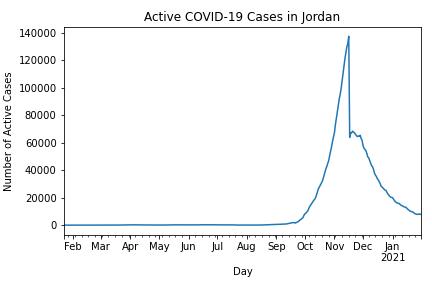 Active COVID-19 Cases in Jordan
Number of Active Cases
140000
120000
100000
80000
60000
40000
20000
0
Feb Mar Apr May Jun Jul Aug Sep Oct Nov Dec Jan
2021
Day